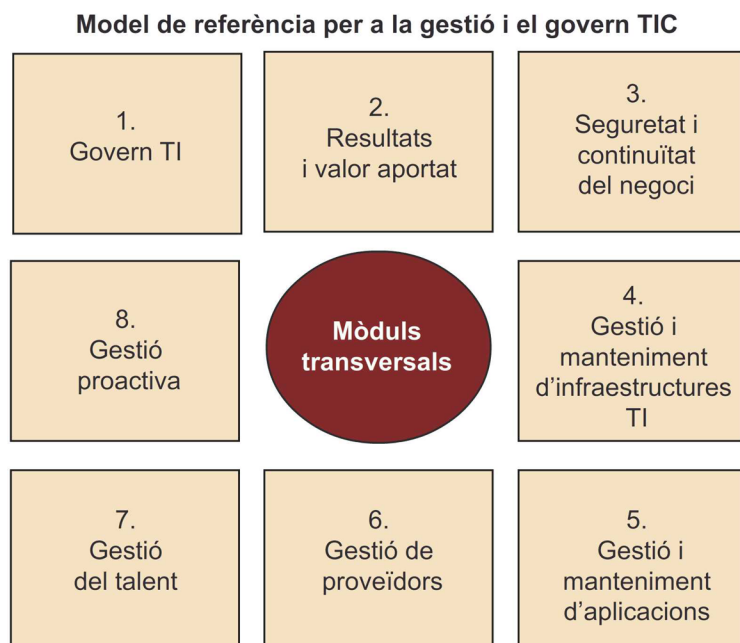 Model de referència per a la gestió i el govern TIC
1.
Govern TI
2.
Resultats
i valor aportat
3.
Seguretat i
continuïtat
del negoci
8.
Gestió
proactiva
Mòduls
transversals
4.
Gestió i
manteniment
d’infraestructures
TI
7.
Gestió
del talent
6.
Gestió de
proveïdors
5.
Gestió i
manteniment
d’aplicacions